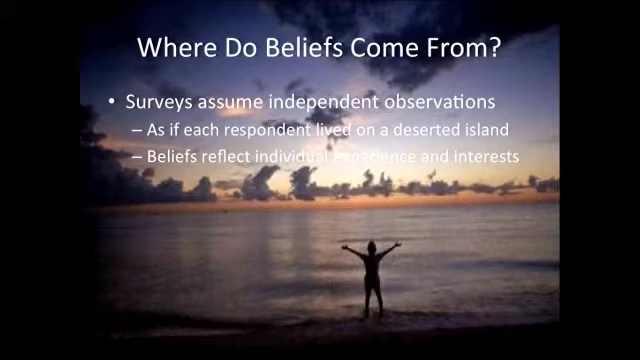 Where Do Beliefs Come From?
• Surveys assume independent observations
– As if each respondent lived on a deserted island
– Beliefs reflect individual experience and interests